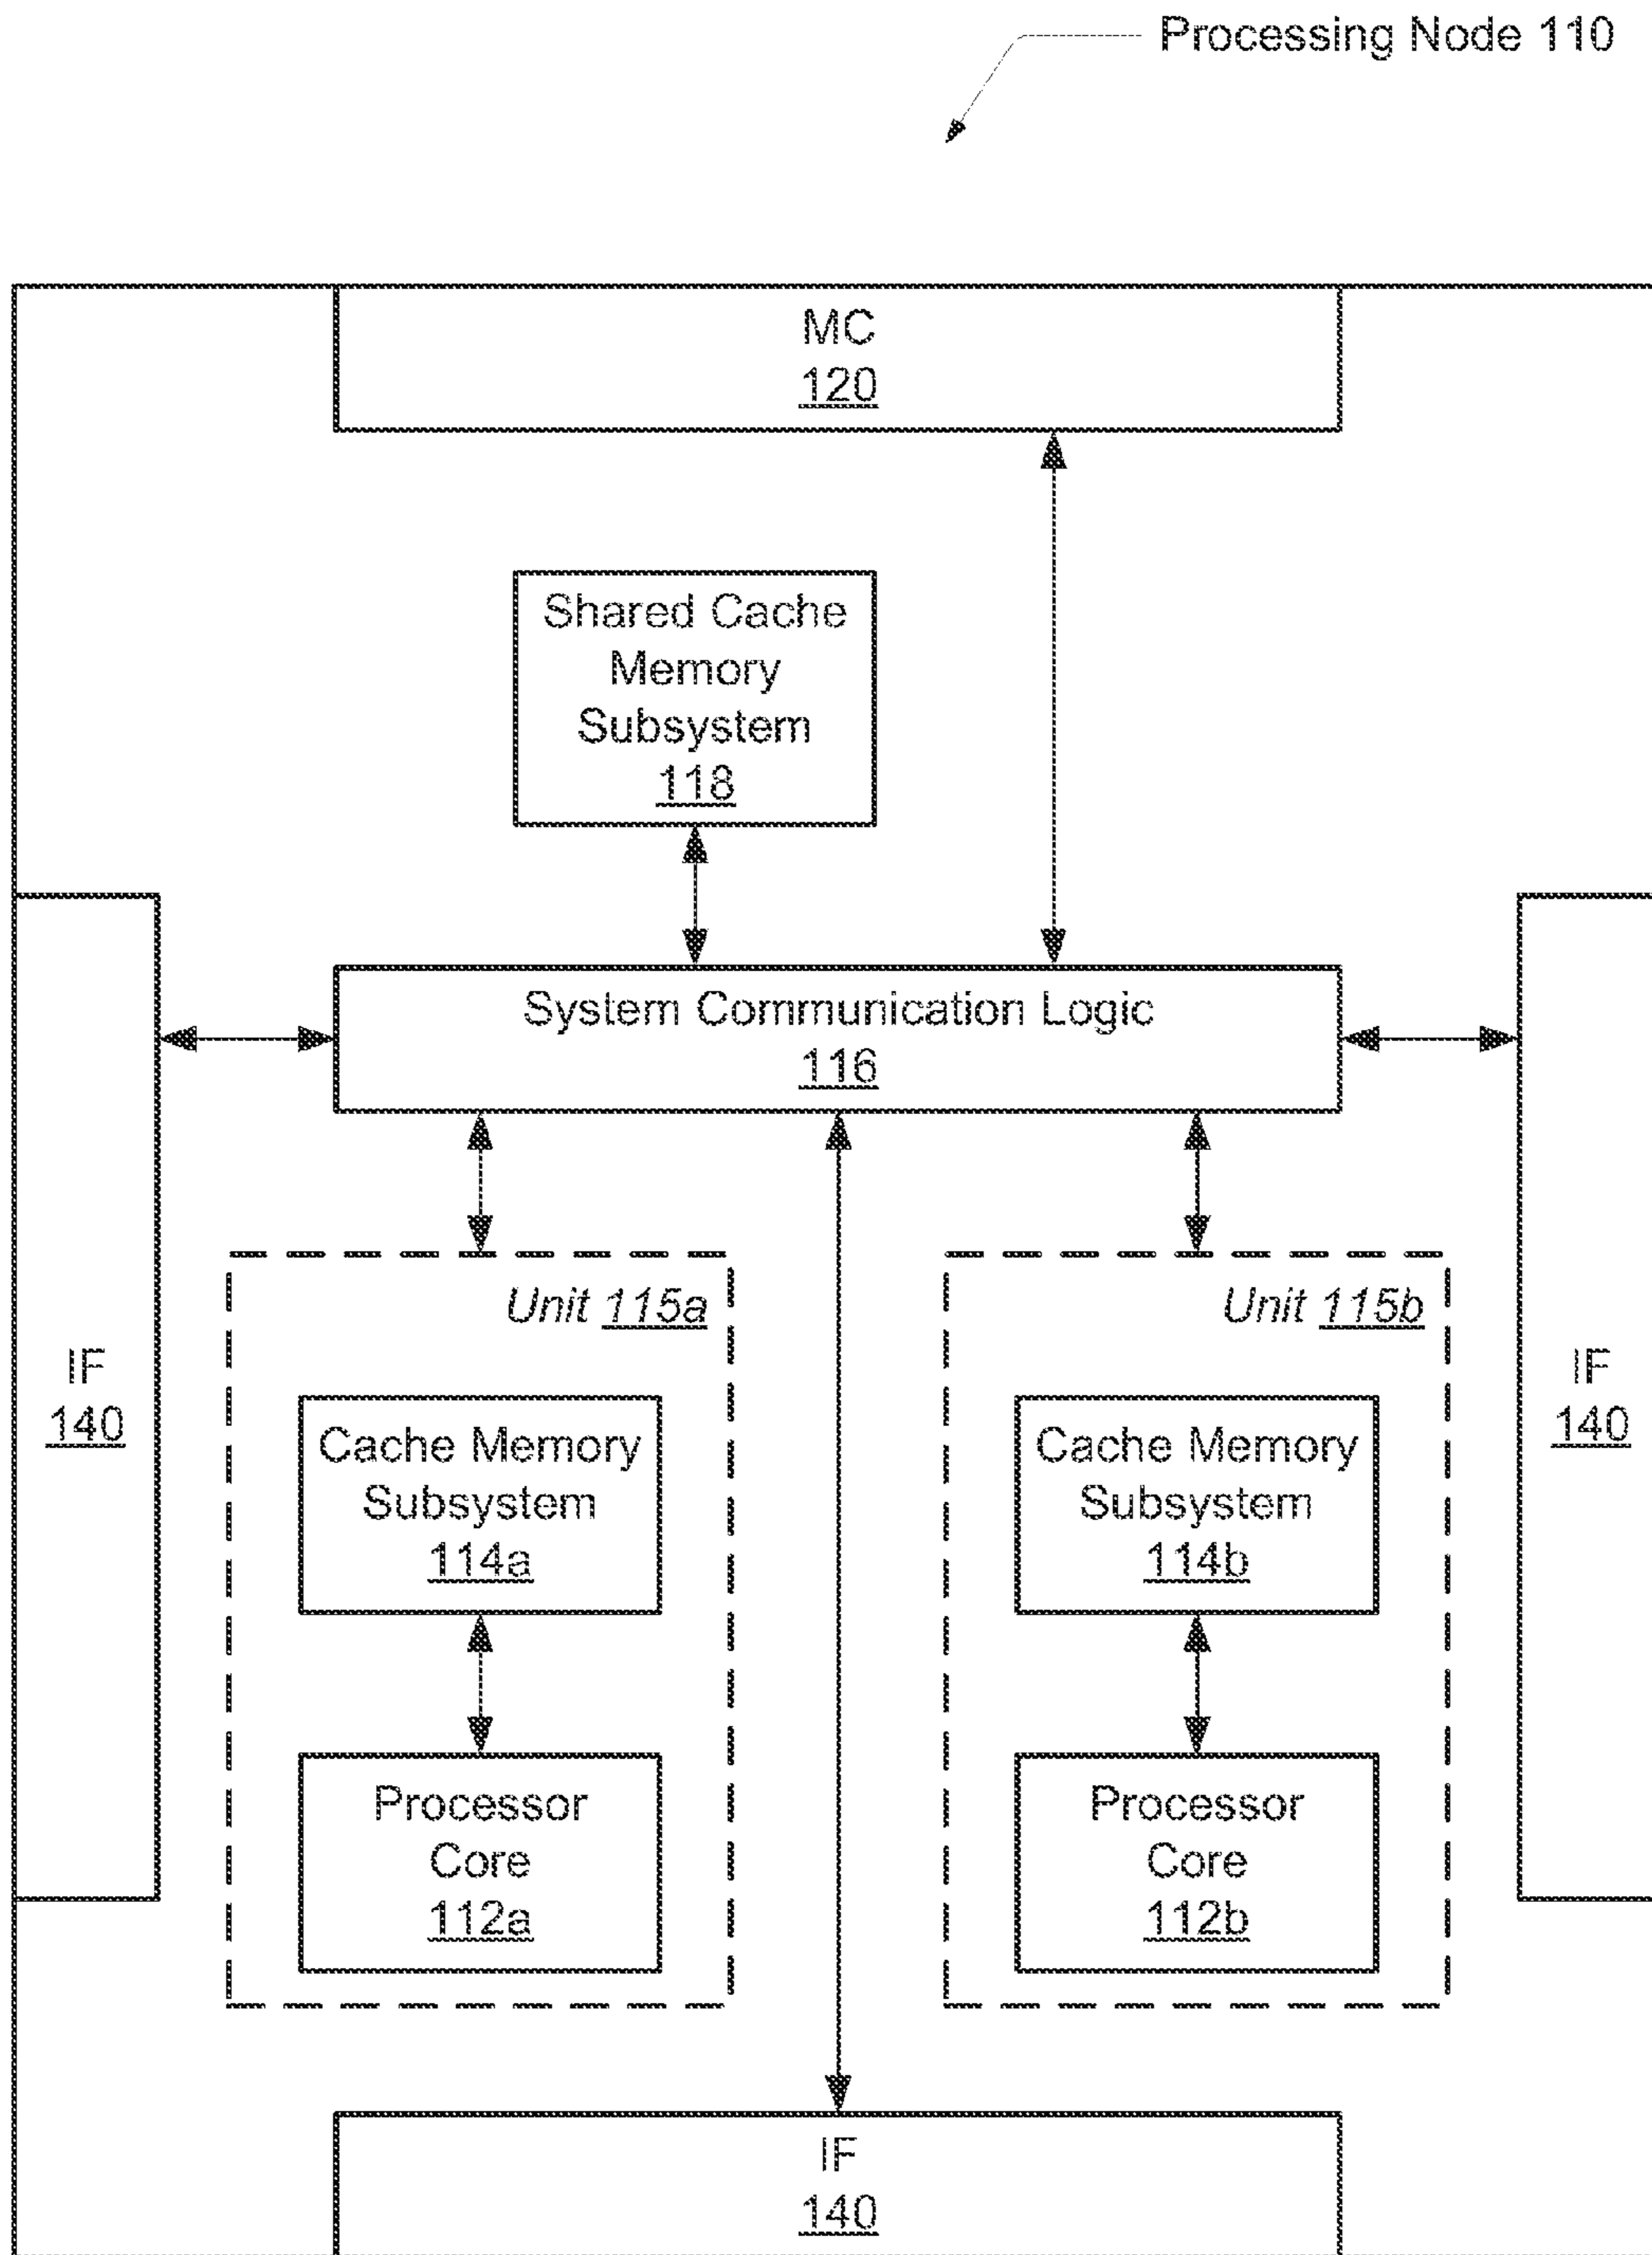 Processing Node 110
MC
120
Shared Cache
Memory
Subsystem
118
System Communication Logic
116
Unit 115a
Unit 115b
IF
140
IF
140
Cache Memory
Subsystem
114a
Cache Memory
Subsystem
114b
Processor
Core
112a
Processor
Core
112b
IF
140